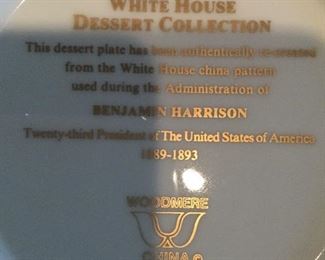 WHITE HOUSE
DESSERT COLLECTION
This dessert plate has been authentically re-created
from the White House china pattern
used during the Administration of
BENJAMIN HARRISON
Twenty-third President of The United States of America
1889-1893
WOODMERE
CHINA ©